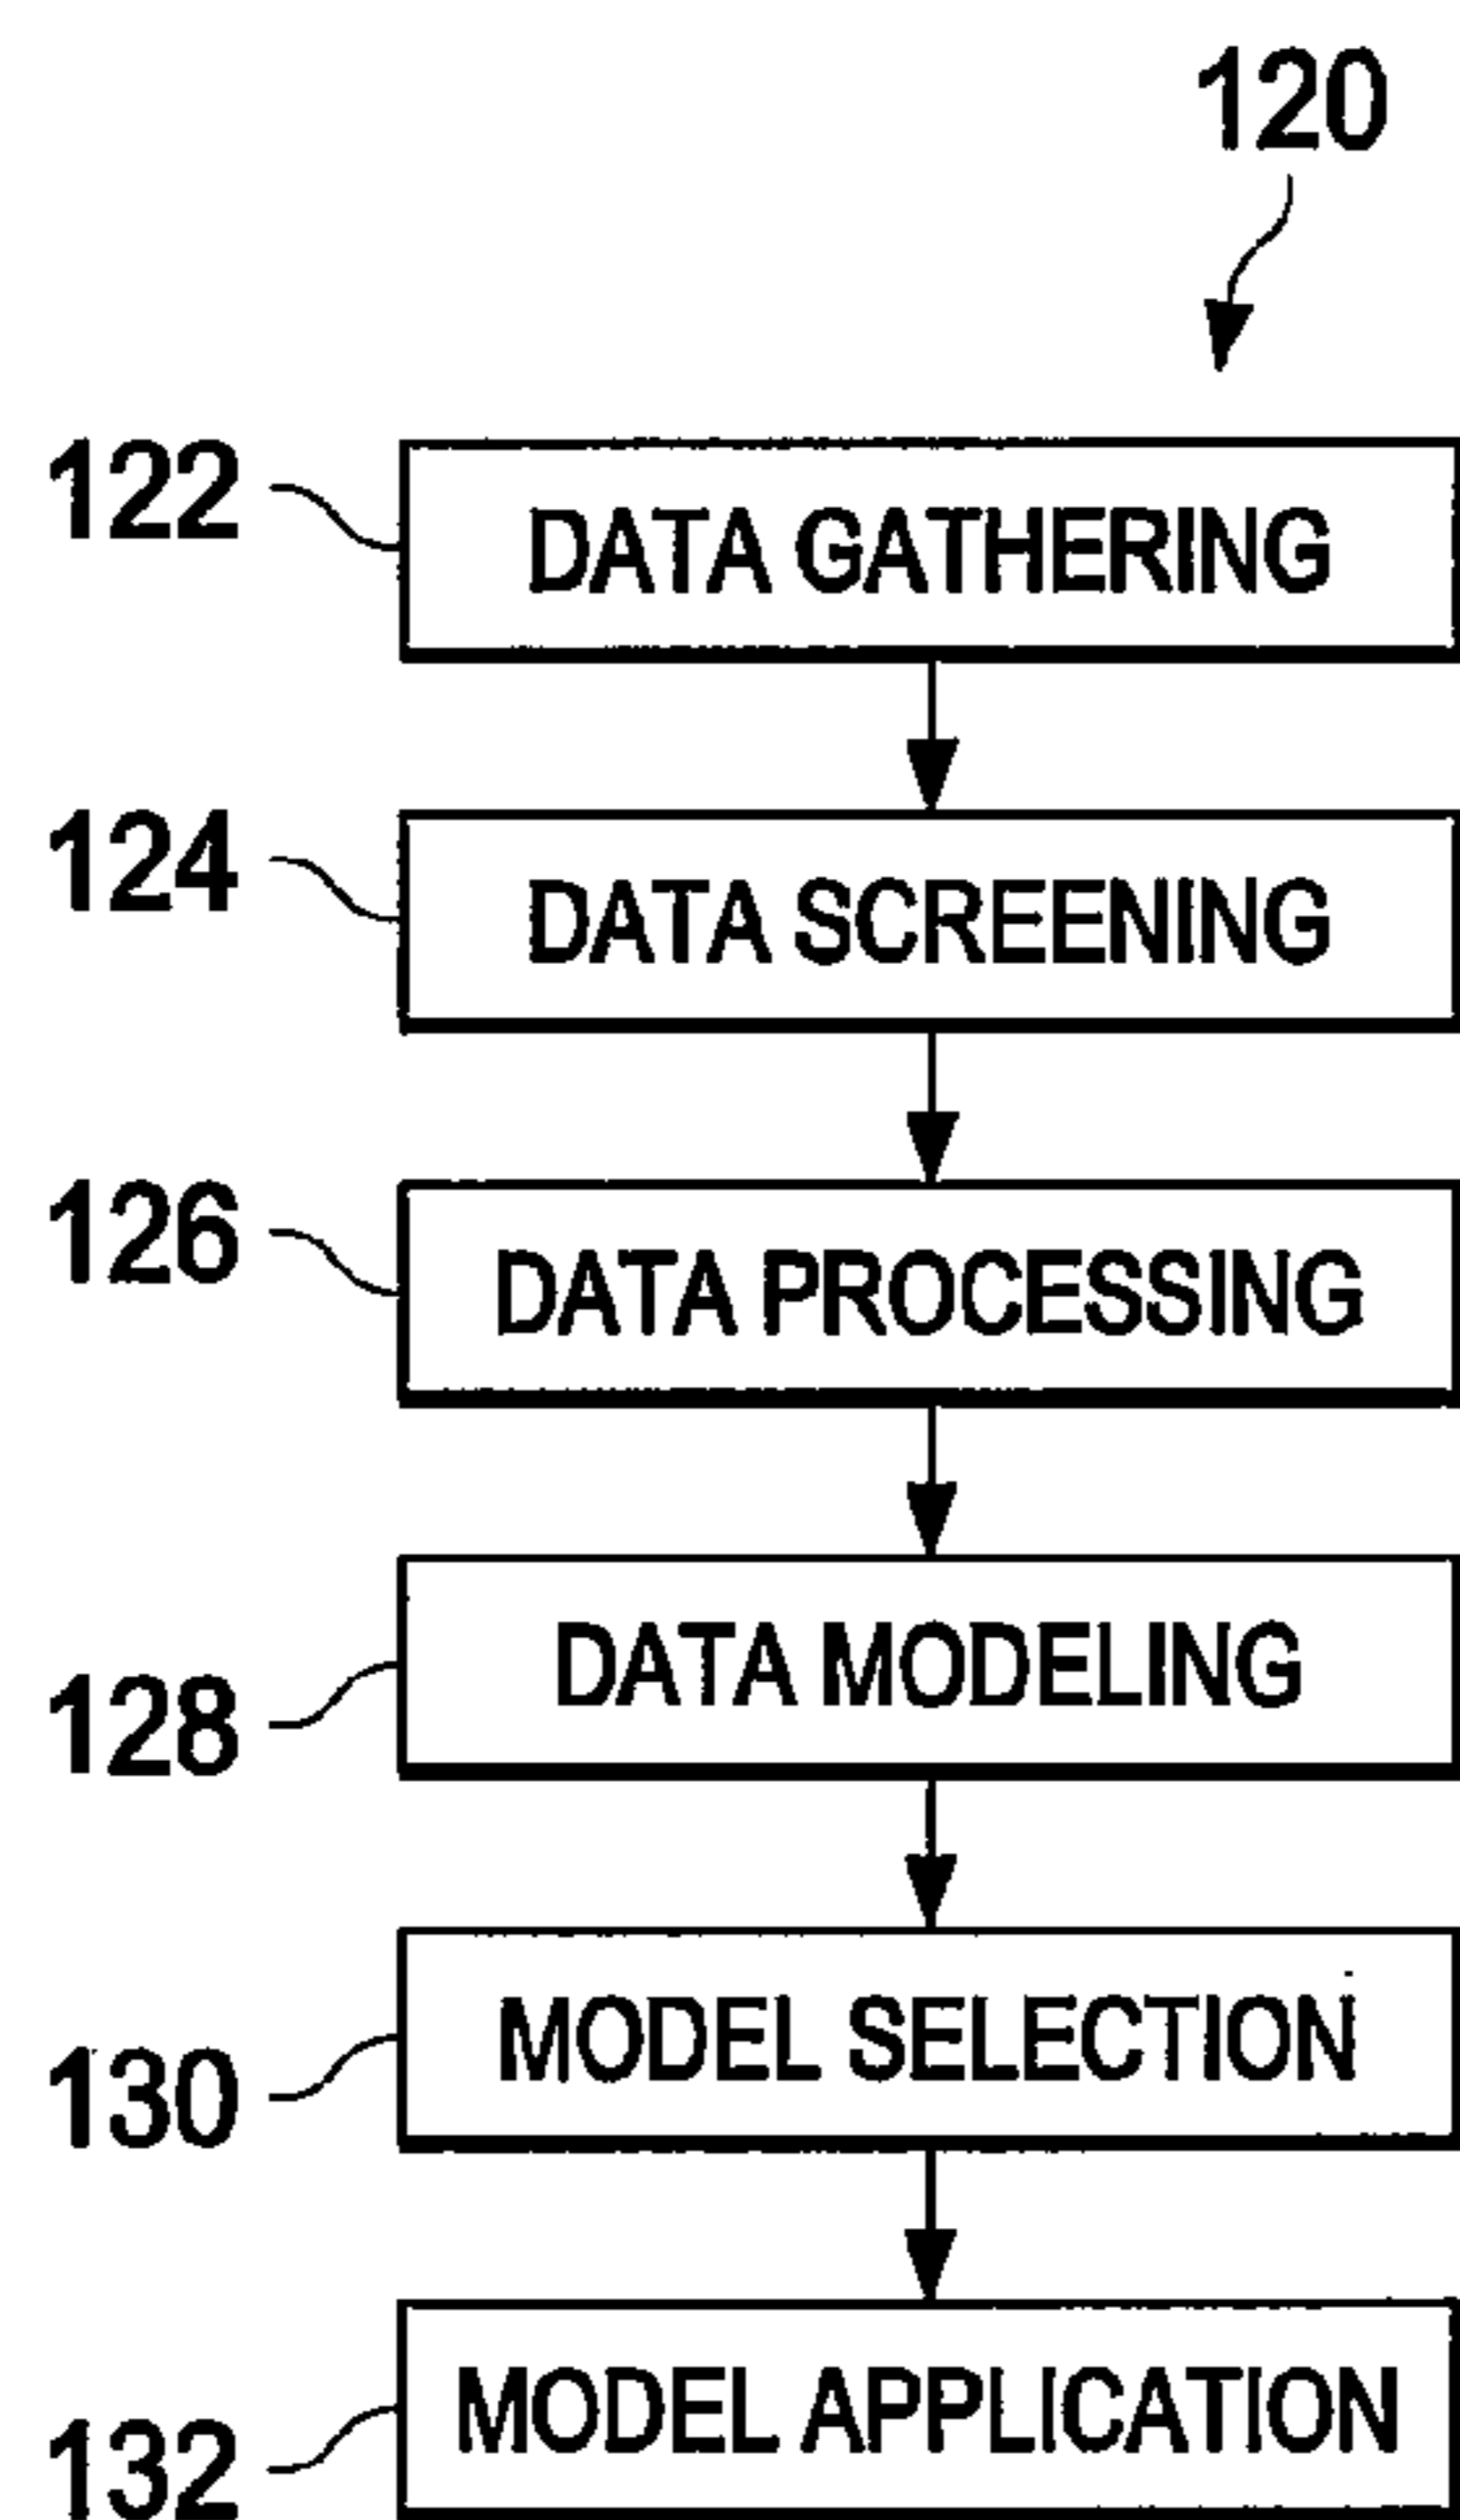 120
122 DATA GATHERING
124 DATA SCREENING
126 DATA PROCESSING
128 DATA MODELING
130 MODEL SELECTION
132 MODEL APPLICATION